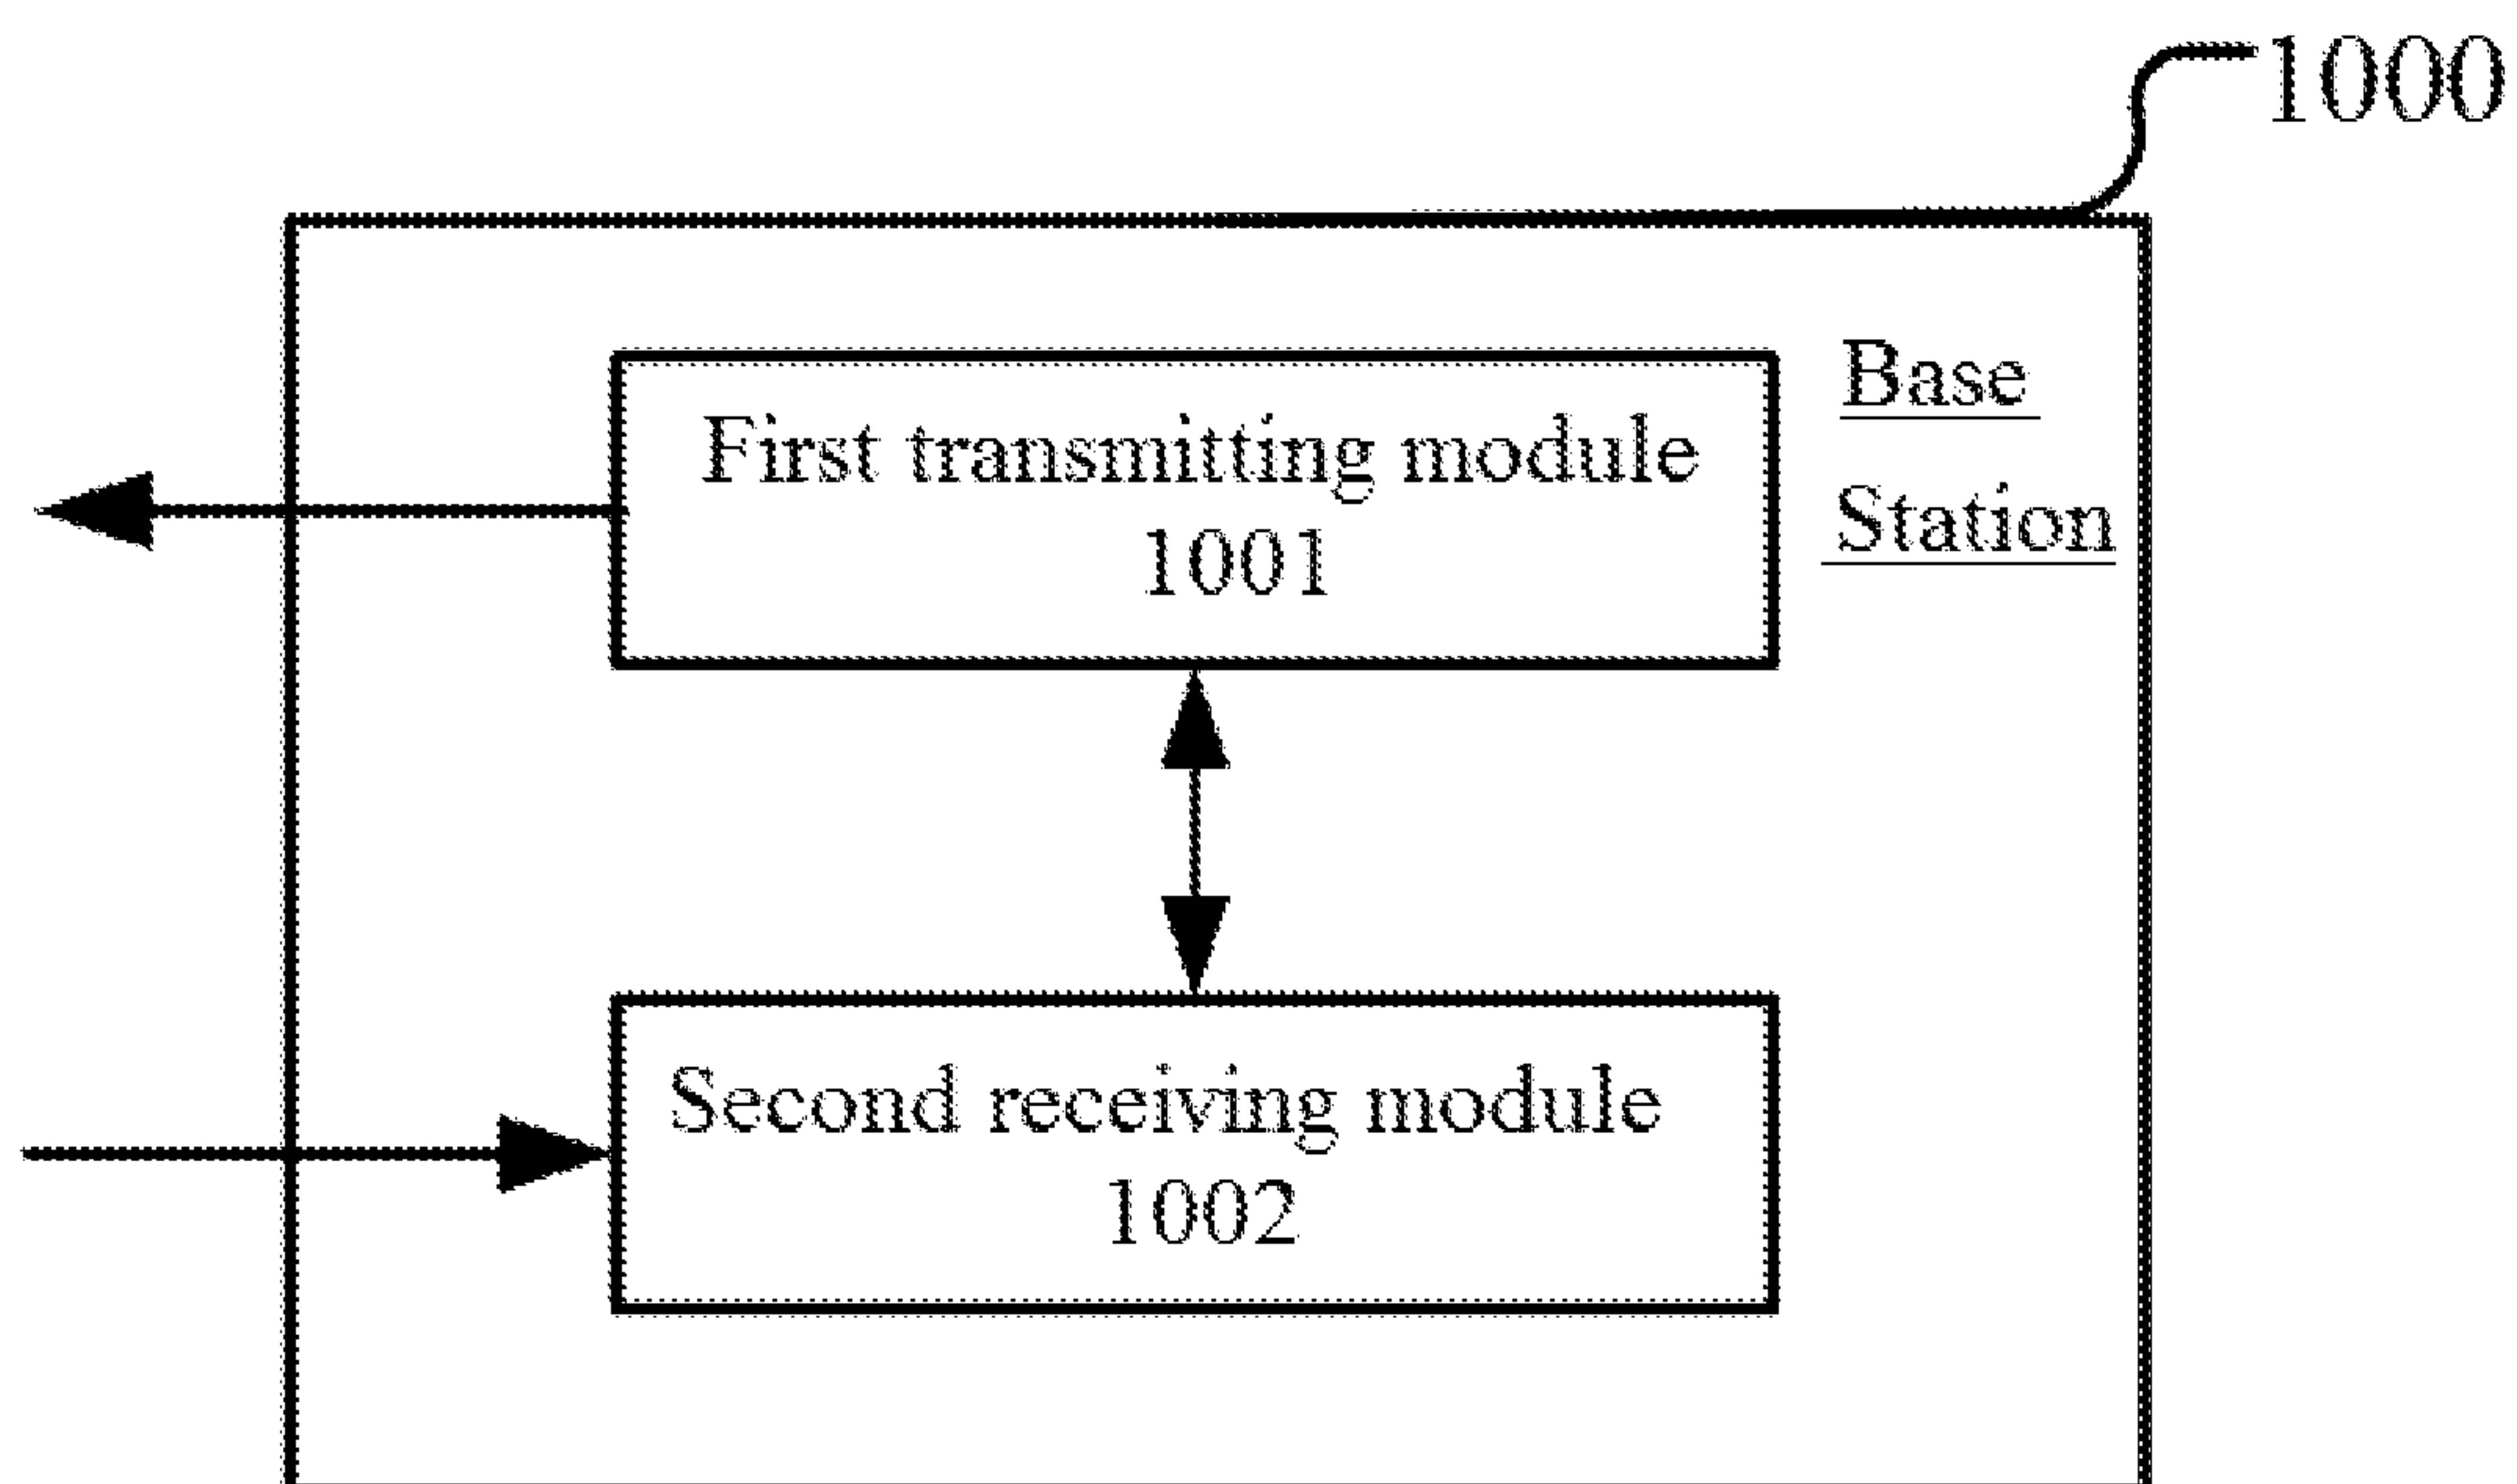 1000
Base
Station
First transmitting module
1001
Second receiving module
1002